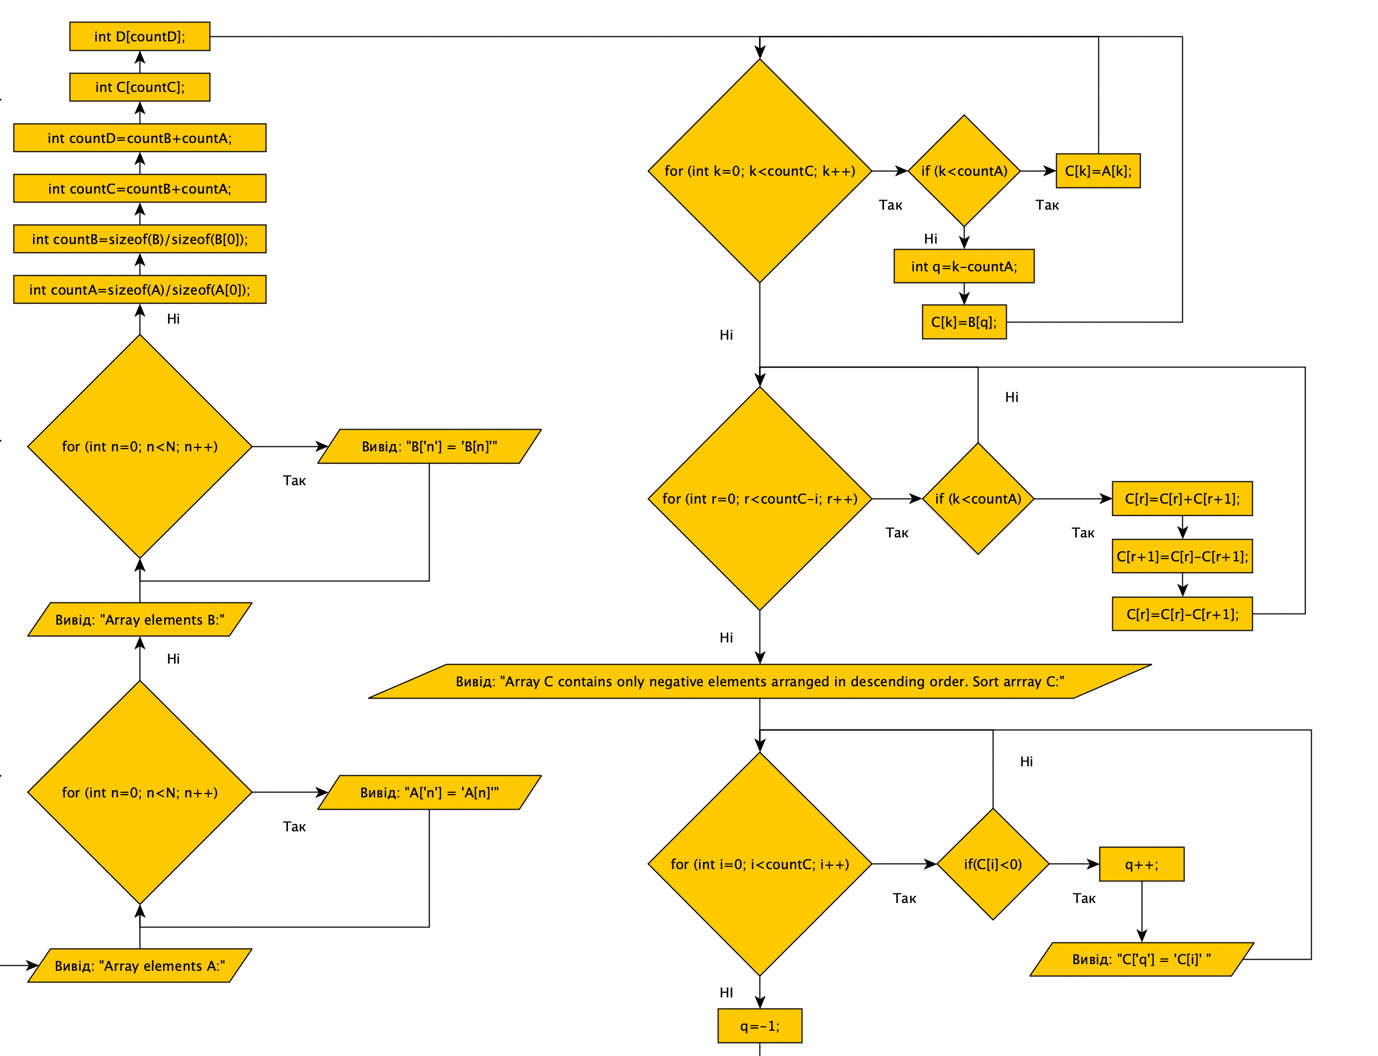 int D[countD];
int C[countC];
int countD=countB+countA;
int countC=countB+countA;
int countB=sizeof(B)/sizeof(B[0]);
int countA=sizeof(A)/sizeof(A[0]);
Ні
for (int n=0; n<N; n++)
Так
Вивід: "B['n'] = 'B[n]'"
Вивід: "Array elements B:"
Ні
for (int n=0; n<N; n++)
Так
Вивід: "A['n'] = 'A[n]'"
Вивід: "Array elements A:"
for (int k=0; k<countC; k++)
Так
if (k<countA)
Так
C[k]=A[k];
Ні
int q=k-countA;
C[k]=B[q];
Ні
for (int r=0; r<countC-i; r++)
Так
if (k<countA)
Ні
Так
C[r]=C[r]+C[r+1];
C[r+1]=C[r]-C[r+1];
C[r]=C[r]-C[r+1];
Ні
Вивід: "Array C contains only negative elements arranged in descending order. Sort arrray C:"
for (int i=0; i<countC; i++)
Так
if(C[i]<0)
Ні
Так
q++;
Вивід: "C['q'] = 'C[i]' "
НІ
q=-1;